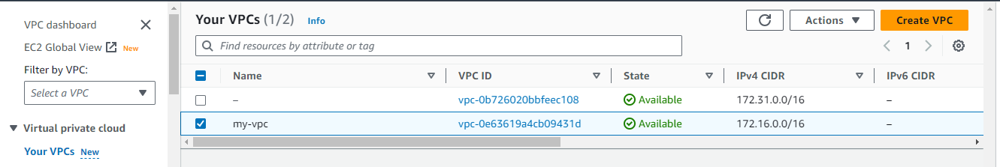 VPC dashboard
EC2 Global View New
Filter by VPC:
Select a VPC
Virtual private cloud
Your VPCs New
Your VPCs (1/2) Info
Actions
Create VPC
Find resources by attribute or tag
1
Name VPC ID State IPv4 CIDR IPv6 CIDR
– vpc-0b726020bbfeec108 Available 172.31.0.0/16 –
my-vpc vpc-0e63619a4cb09431d Available 172.16.0.0/16 –